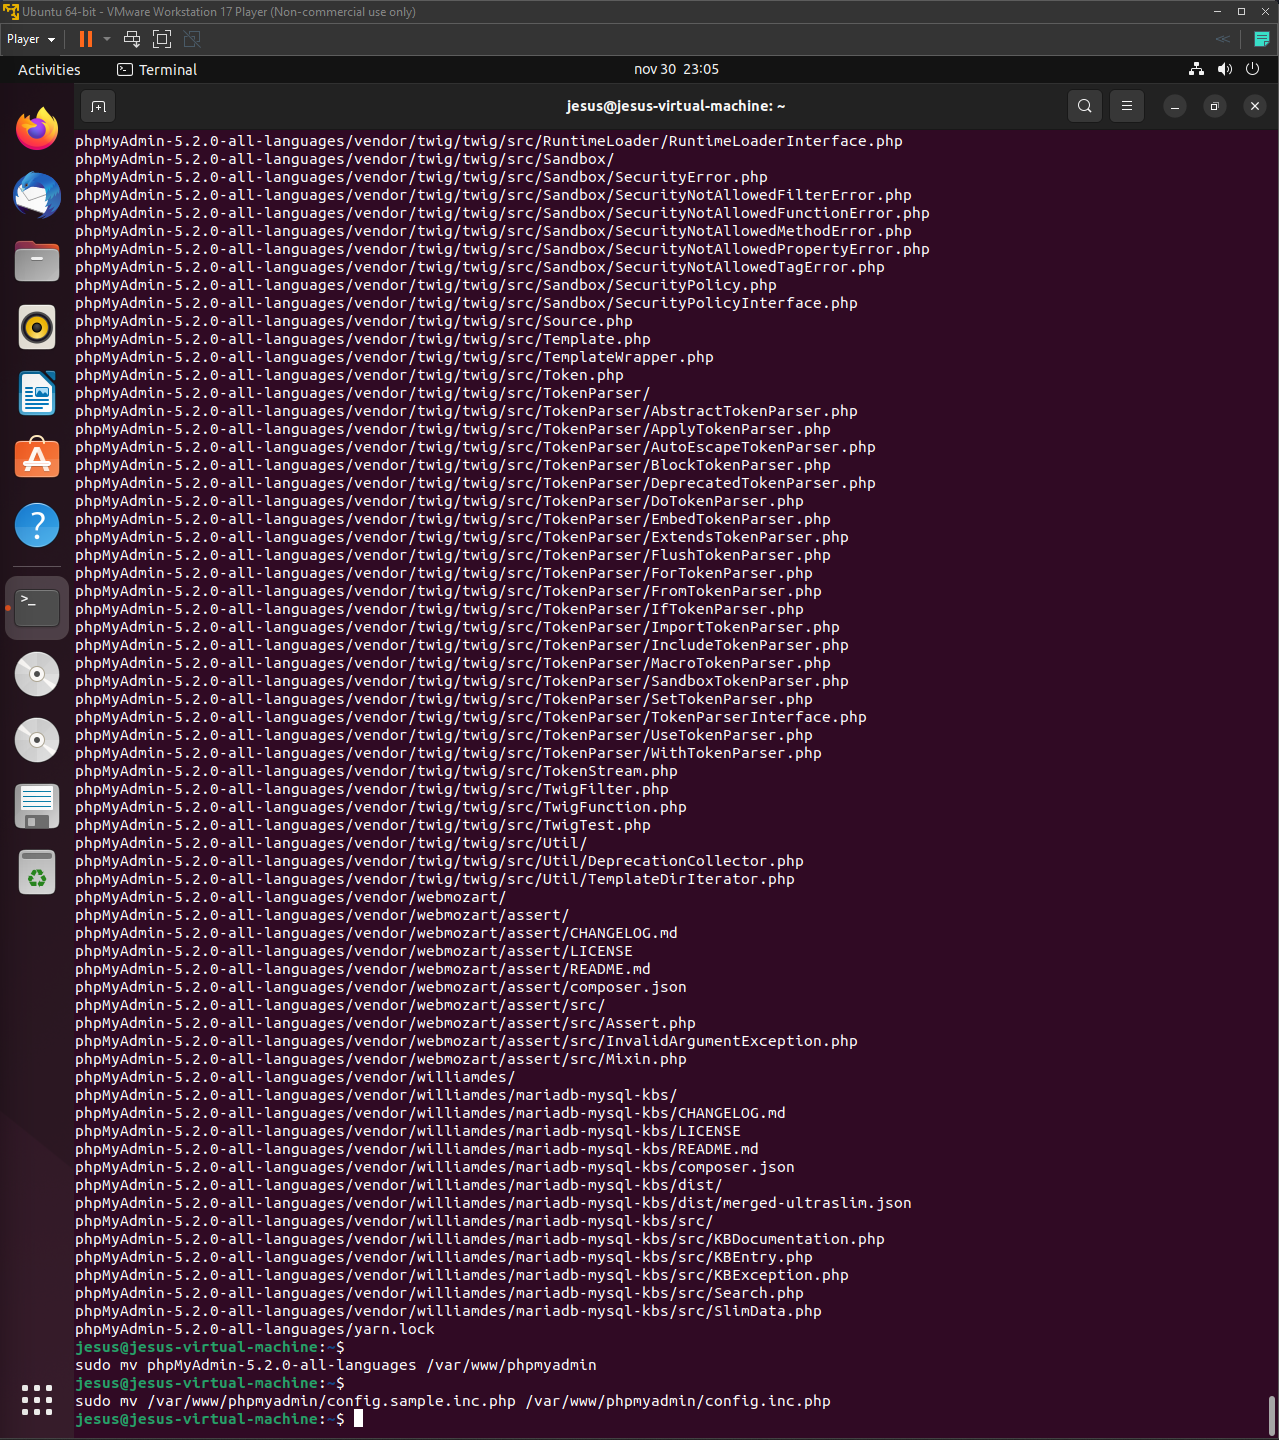 Ubuntu 64-bit - VMware Workstation 17 Player (Non-commercial use only)
Player
Activities Terminal nov 30 23:05
jesus@jesus-virtual-machine: ~
phpMyAdmin-5.2.0-all-languages/vendor/twig/twig/src/RuntimeLoader/RuntimeLoaderInterface.php
phpMyAdmin-5.2.0-all-languages/vendor/twig/twig/src/Sandbox/
phpMyAdmin-5.2.0-all-languages/vendor/twig/twig/src/Sandbox/SecurityError.php
phpMyAdmin-5.2.0-all-languages/vendor/twig/twig/src/Sandbox/SecurityNotAllowedFilterError.php
phpMyAdmin-5.2.0-all-languages/vendor/twig/twig/src/Sandbox/SecurityNotAllowedFunctionError.php
phpMyAdmin-5.2.0-all-languages/vendor/twig/twig/src/Sandbox/SecurityNotAllowedMethodError.php
phpMyAdmin-5.2.0-all-languages/vendor/twig/twig/src/Sandbox/SecurityNotAllowedPropertyError.php
phpMyAdmin-5.2.0-all-languages/vendor/twig/twig/src/Sandbox/SecurityNotAllowedTagError.php
phpMyAdmin-5.2.0-all-languages/vendor/twig/twig/src/Sandbox/SecurityPolicy.php
phpMyAdmin-5.2.0-all-languages/vendor/twig/twig/src/Sandbox/SecurityPolicyInterface.php
phpMyAdmin-5.2.0-all-languages/vendor/twig/twig/src/Source.php
phpMyAdmin-5.2.0-all-languages/vendor/twig/twig/src/Template.php
phpMyAdmin-5.2.0-all-languages/vendor/twig/twig/src/TemplateWrapper.php
phpMyAdmin-5.2.0-all-languages/vendor/twig/twig/src/Token.php
phpMyAdmin-5.2.0-all-languages/vendor/twig/twig/src/TokenParser/
phpMyAdmin-5.2.0-all-languages/vendor/twig/twig/src/TokenParser/AbstractTokenParser.php
phpMyAdmin-5.2.0-all-languages/vendor/twig/twig/src/TokenParser/ApplyTokenParser.php
phpMyAdmin-5.2.0-all-languages/vendor/twig/twig/src/TokenParser/AutoEscapeTokenParser.php
phpMyAdmin-5.2.0-all-languages/vendor/twig/twig/src/TokenParser/BlockTokenParser.php
phpMyAdmin-5.2.0-all-languages/vendor/twig/twig/src/TokenParser/DeprecatedTokenParser.php
phpMyAdmin-5.2.0-all-languages/vendor/twig/twig/src/TokenParser/DoTokenParser.php
phpMyAdmin-5.2.0-all-languages/vendor/twig/twig/src/TokenParser/EmbedTokenParser.php
phpMyAdmin-5.2.0-all-languages/vendor/twig/twig/src/TokenParser/ExtendsTokenParser.php
phpMyAdmin-5.2.0-all-languages/vendor/twig/twig/src/TokenParser/FlushTokenParser.php
phpMyAdmin-5.2.0-all-languages/vendor/twig/twig/src/TokenParser/ForTokenParser.php
phpMyAdmin-5.2.0-all-languages/vendor/twig/twig/src/TokenParser/FromTokenParser.php
phpMyAdmin-5.2.0-all-languages/vendor/twig/twig/src/TokenParser/IfTokenParser.php
phpMyAdmin-5.2.0-all-languages/vendor/twig/twig/src/TokenParser/ImportTokenParser.php
phpMyAdmin-5.2.0-all-languages/vendor/twig/twig/src/TokenParser/IncludeTokenParser.php
phpMyAdmin-5.2.0-all-languages/vendor/twig/twig/src/TokenParser/MacroTokenParser.php
phpMyAdmin-5.2.0-all-languages/vendor/twig/twig/src/TokenParser/SandboxTokenParser.php
phpMyAdmin-5.2.0-all-languages/vendor/twig/twig/src/TokenParser/SetTokenParser.php
phpMyAdmin-5.2.0-all-languages/vendor/twig/twig/src/TokenParser/TokenParserInterface.php
phpMyAdmin-5.2.0-all-languages/vendor/twig/twig/src/TokenParser/UseTokenParser.php
phpMyAdmin-5.2.0-all-languages/vendor/twig/twig/src/TokenParser/WithTokenParser.php
phpMyAdmin-5.2.0-all-languages/vendor/twig/twig/src/TokenStream.php
phpMyAdmin-5.2.0-all-languages/vendor/twig/twig/src/TwigFilter.php
phpMyAdmin-5.2.0-all-languages/vendor/twig/twig/src/TwigFunction.php
phpMyAdmin-5.2.0-all-languages/vendor/twig/twig/src/TwigTest.php
phpMyAdmin-5.2.0-all-languages/vendor/twig/twig/src/Util/
phpMyAdmin-5.2.0-all-languages/vendor/twig/twig/src/Util/DeprecationCollector.php
phpMyAdmin-5.2.0-all-languages/vendor/twig/twig/src/Util/TemplateDirIterator.php
phpMyAdmin-5.2.0-all-languages/vendor/webmozart/
phpMyAdmin-5.2.0-all-languages/vendor/webmozart/assert/
phpMyAdmin-5.2.0-all-languages/vendor/webmozart/assert/CHANGELOG.md
phpMyAdmin-5.2.0-all-languages/vendor/webmozart/assert/LICENSE
phpMyAdmin-5.2.0-all-languages/vendor/webmozart/assert/README.md
phpMyAdmin-5.2.0-all-languages/vendor/webmozart/assert/composer.json
phpMyAdmin-5.2.0-all-languages/vendor/webmozart/assert/src/
phpMyAdmin-5.2.0-all-languages/vendor/webmozart/assert/src/Assert.php
phpMyAdmin-5.2.0-all-languages/vendor/webmozart/assert/src/InvalidArgumentException.php
phpMyAdmin-5.2.0-all-languages/vendor/webmozart/assert/src/Mixin.php
phpMyAdmin-5.2.0-all-languages/vendor/williamdes/
phpMyAdmin-5.2.0-all-languages/vendor/williamdes/mariadb-mysql-kbs/
phpMyAdmin-5.2.0-all-languages/vendor/williamdes/mariadb-mysql-kbs/CHANGELOG.md
phpMyAdmin-5.2.0-all-languages/vendor/williamdes/mariadb-mysql-kbs/LICENSE
phpMyAdmin-5.2.0-all-languages/vendor/williamdes/mariadb-mysql-kbs/README.md
phpMyAdmin-5.2.0-all-languages/vendor/williamdes/mariadb-mysql-kbs/composer.json
phpMyAdmin-5.2.0-all-languages/vendor/williamdes/mariadb-mysql-kbs/dist/
phpMyAdmin-5.2.0-all-languages/vendor/williamdes/mariadb-mysql-kbs/dist/merged-ultraslim.json
phpMyAdmin-5.2.0-all-languages/vendor/williamdes/mariadb-mysql-kbs/src/
phpMyAdmin-5.2.0-all-languages/vendor/williamdes/mariadb-mysql-kbs/src/KBDocumentation.php
phpMyAdmin-5.2.0-all-languages/vendor/williamdes/mariadb-mysql-kbs/src/KBEntry.php
phpMyAdmin-5.2.0-all-languages/vendor/williamdes/mariadb-mysql-kbs/src/KBException.php
phpMyAdmin-5.2.0-all-languages/vendor/williamdes/mariadb-mysql-kbs/src/Search.php
phpMyAdmin-5.2.0-all-languages/vendor/williamdes/mariadb-mysql-kbs/src/SlimData.php
phpMyAdmin-5.2.0-all-languages/yarn.lock
jesus@jesus-virtual-machine:~$
sudo mv phpMyAdmin-5.2.0-all-languages /var/www/phpmyadmin
jesus@jesus-virtual-machine:~$
sudo mv /var/www/phpmyadmin/config.sample.inc.php /var/www/phpmyadmin/config.inc.php
jesus@jesus-virtual-machine:~$